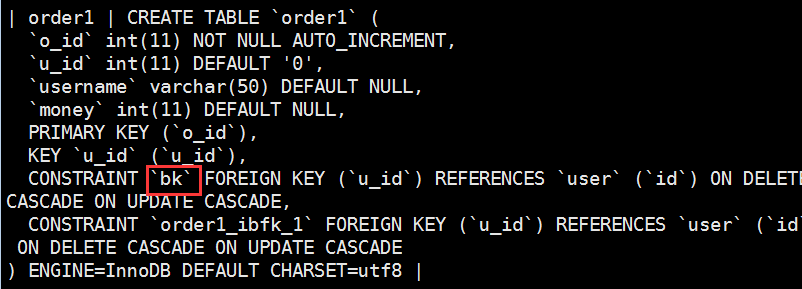 | order1 | CREATE TABLE `order1` (
`o_id` int(11) NOT NULL AUTO_INCREMENT,
`u_id` int(11) DEFAULT '0',
`username` varchar(50) DEFAULT NULL,
`money` int(11) DEFAULT NULL,
PRIMARY KEY (`o_id`),
KEY `u_id` (`u_id`),
CONSTRAINT `bk` FOREIGN KEY (`u_id`) REFERENCES `user` (`id`) ON DELETE
CASCADE ON UPDATE CASCADE,
CONSTRAINT `order1_ibfk_1` FOREIGN KEY (`u_id`) REFERENCES `user` (`id`
ON DELETE CASCADE ON UPDATE CASCADE
) ENGINE=InnoDB DEFAULT CHARSET=utf8 |